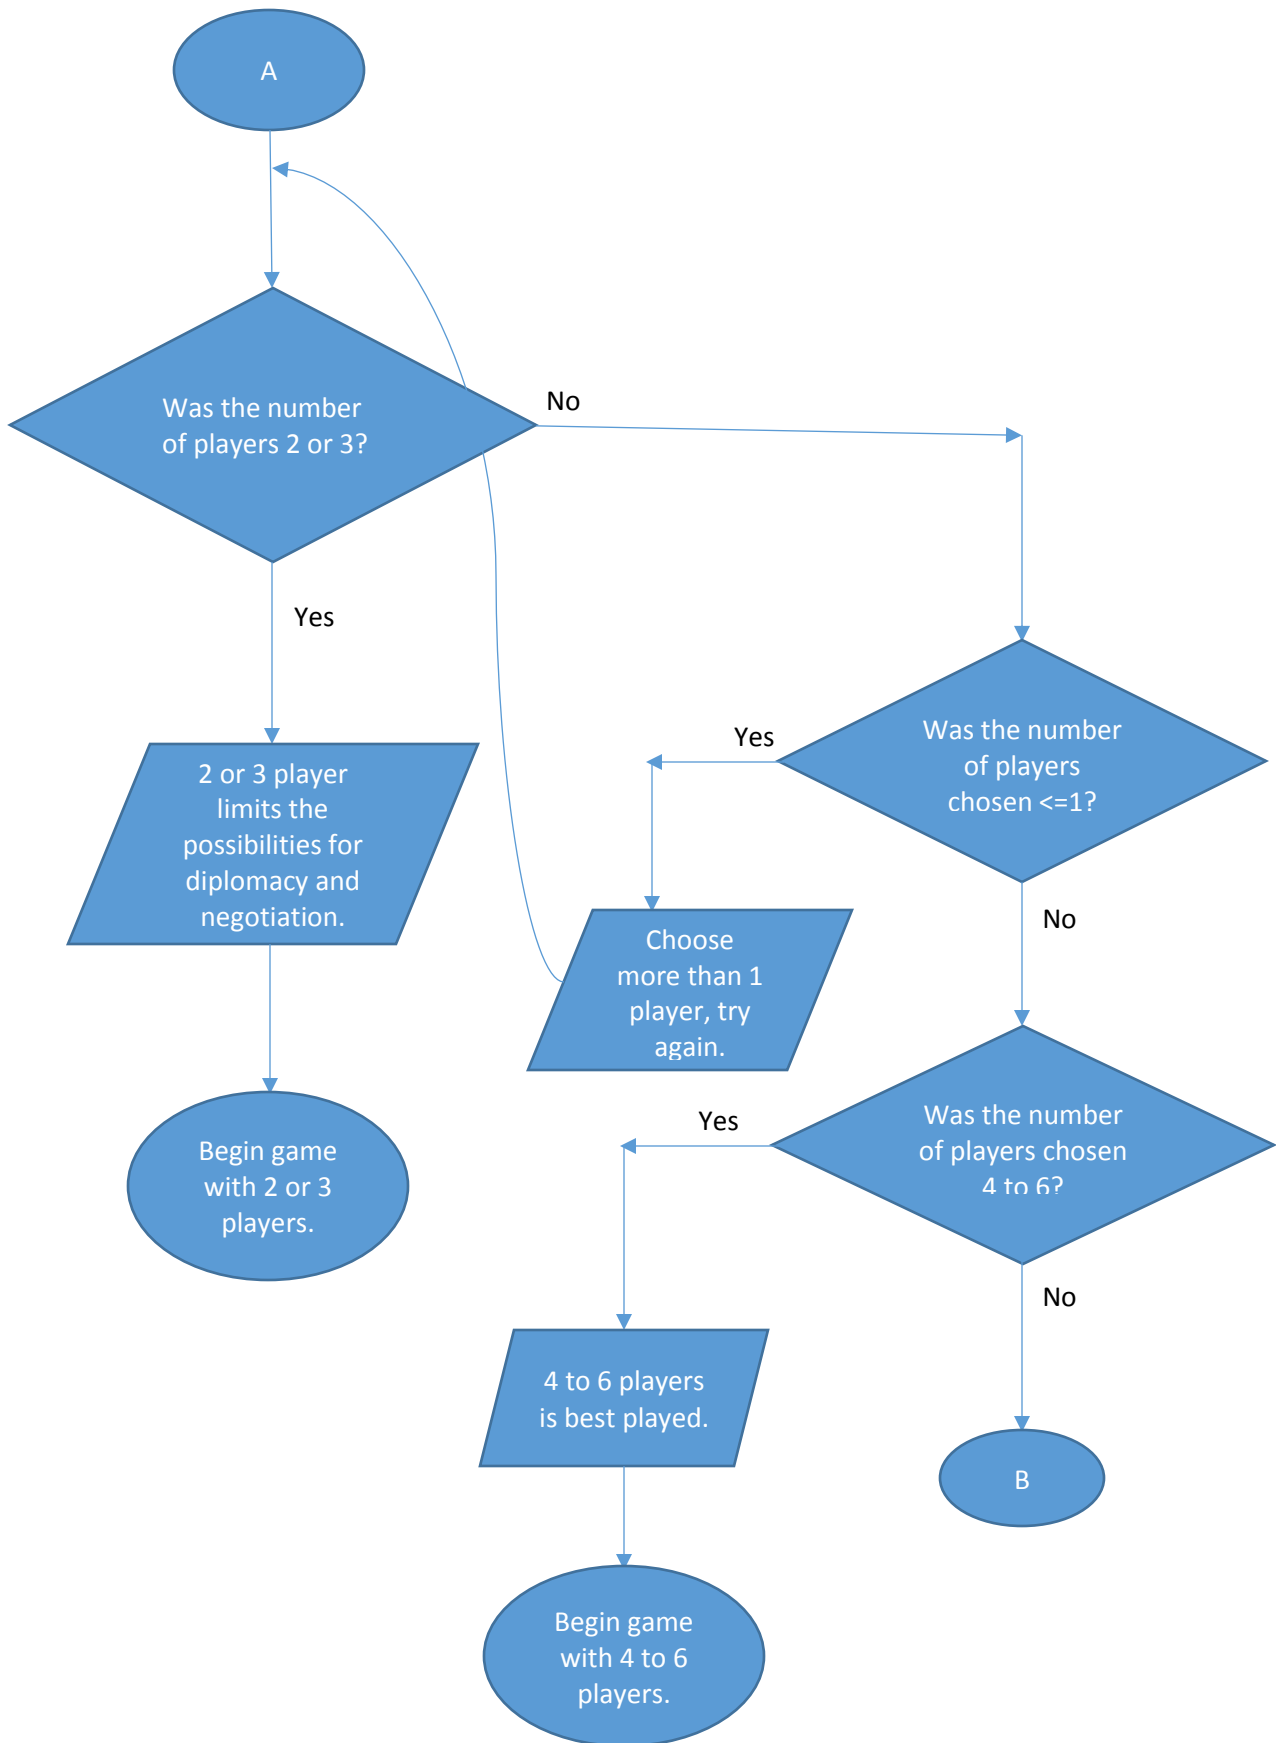 A
Was the number
of players 2 or 3?
No
Yes
2 or 3 player
limits the
possibilities for
diplomacy and
negotiation.
Begin game
with 2 or 3
players.
Was the number
of players
chosen <=1?
Yes
Choose
more than 1
player, try
again.
No
Was the number
of players chosen
4 to 6?
Yes
4 to 6 players
is best played.
Begin game
with 4 to 6
players.
No
B